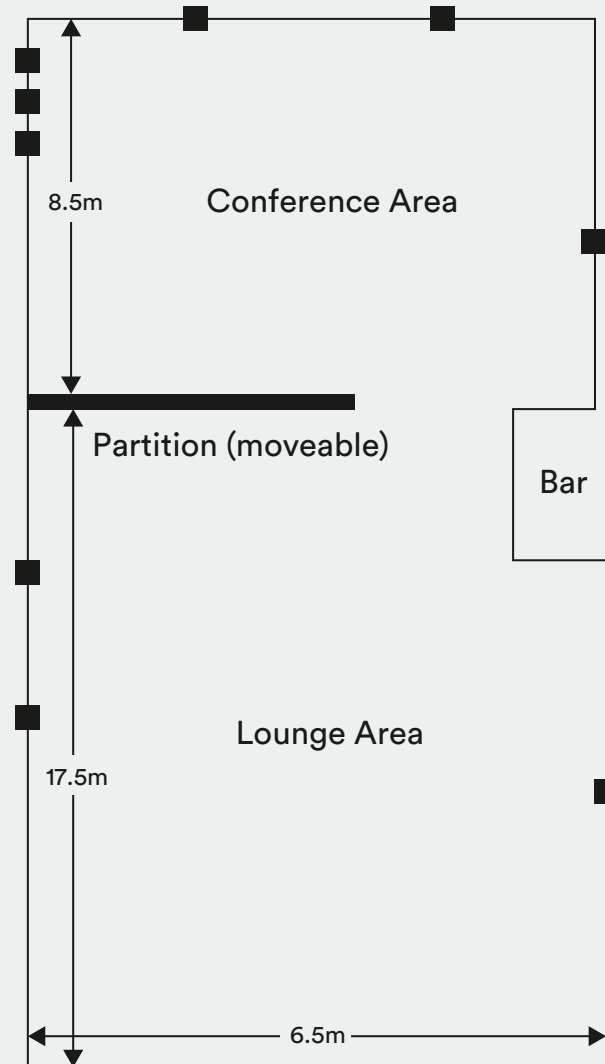 Conference Area
8.5m
Partition (moveable)
Bar
Lounge Area
17.5m
6.5m